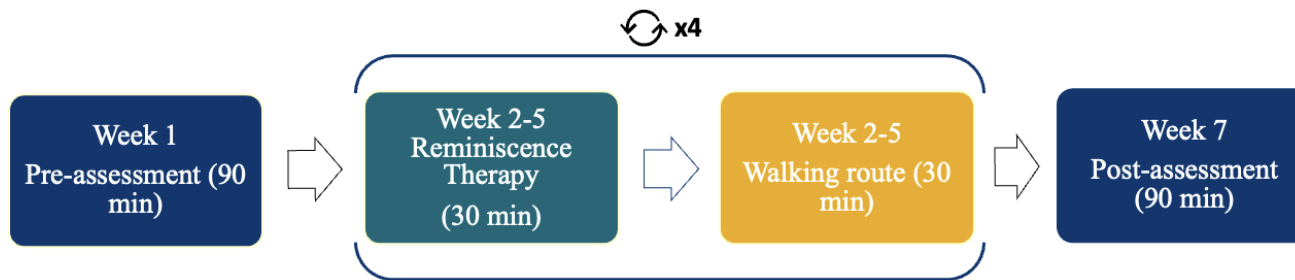 x4
Week 1
Pre-assessment (90
min)
Week 2-5
Reminiscence
Therapy
(30 min)
Week 2-5
Walking route (30
min)
Week 7
Post-assessment
(90 min)